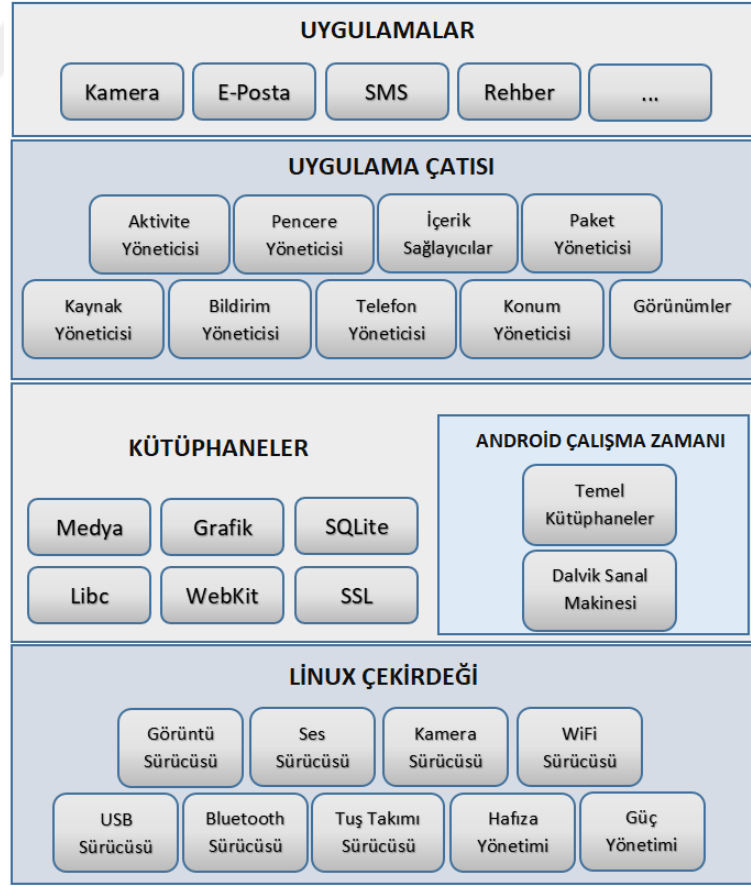 UYGULAMALAR
Kamera
E-Posta
SMS
Rehber
...
UYGULAMA ÇATISI
Aktivite
Yöneticisi
Pencere
Yöneticisi
İçerik
Sağlayıcılar
Paket
Yöneticisi
Kaynak
Yöneticisi
Bildirim
Yöneticisi
Telefon
Yöneticisi
Konum
Yöneticisi
Görünümler
KÜTÜPHANELER
Medya
Grafik
SQLite
Libc
WebKit
SSL
ANDROİD ÇALIŞMA ZAMANI
Temel
Kütüphaneler
Dalvik Sanal
Makinesi
LİNUX ÇEKİRDEĞİ
Görüntü
Sürücüsü
Ses
Sürücüsü
Kamera
Sürücüsü
WiFi
Sürücüsü
USB
Sürücüsü
Bluetooth
Sürücüsü
Tuş Takımı
Sürücüsü
Hafıza
Yönetimi
Güç
Yönetimi